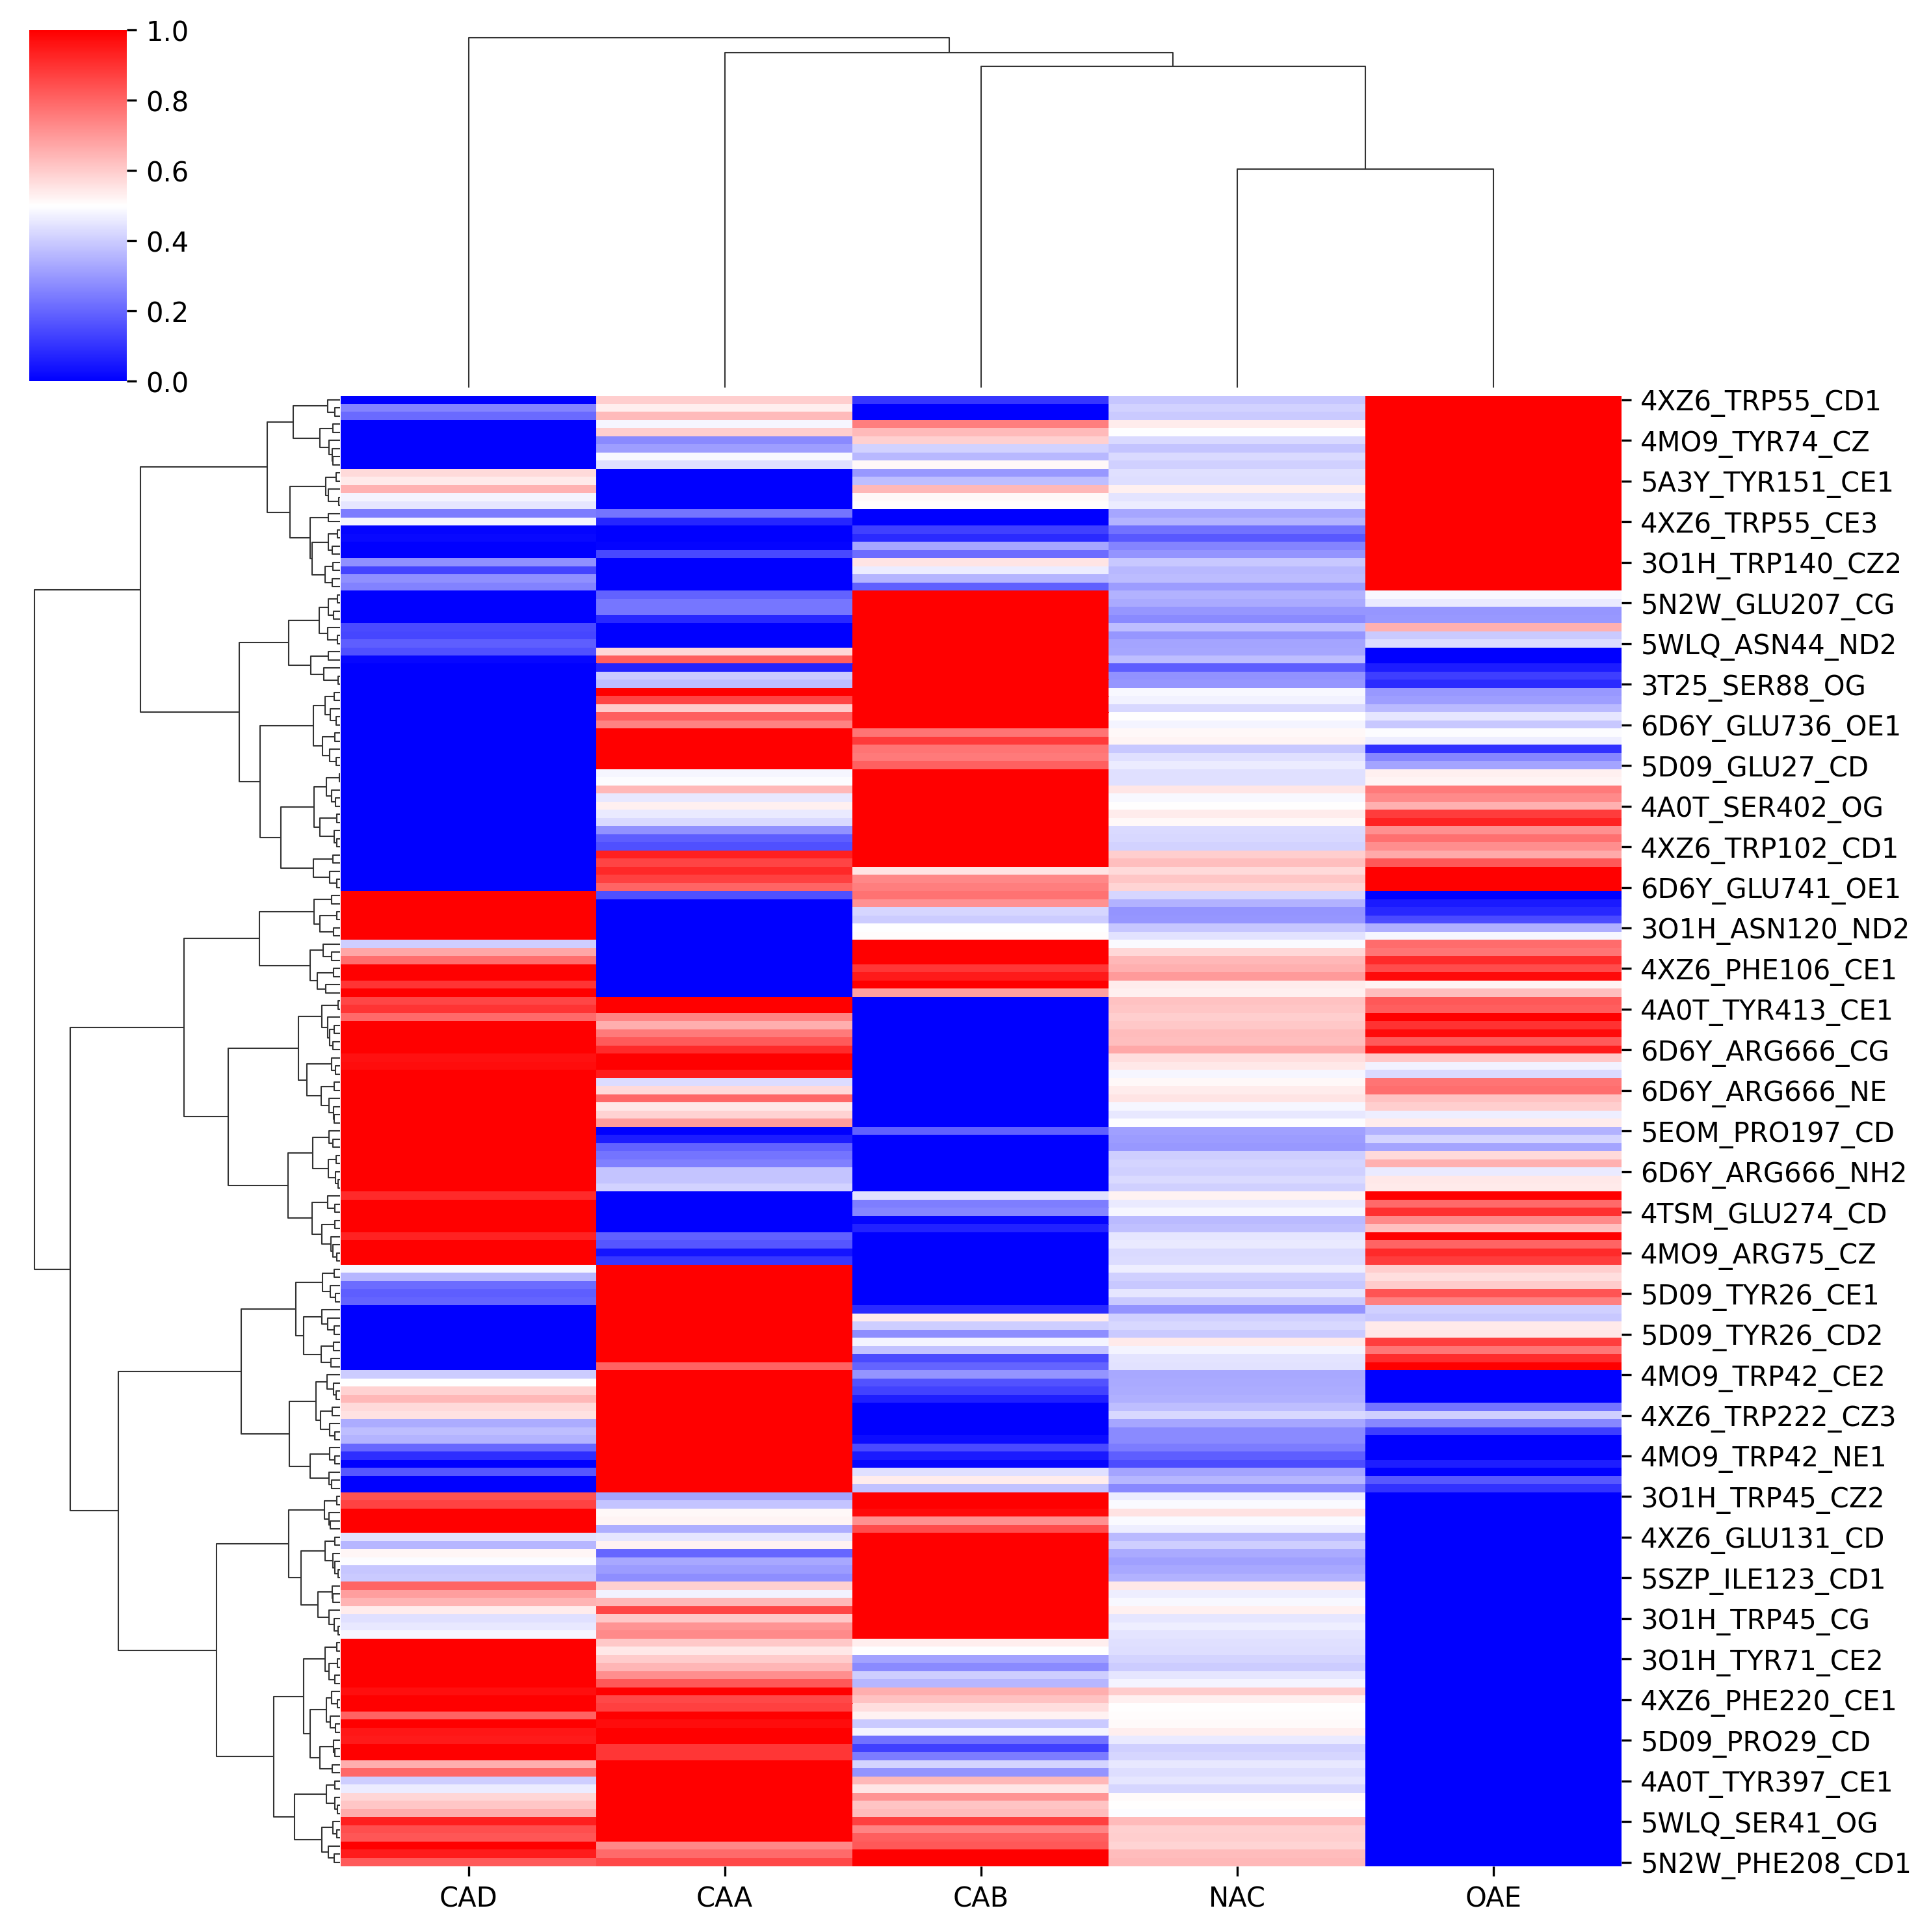 1.0
0.8
0.6
0.4
0.2
0.0
4XZ6_TRP55_CD1
4MO9_TYR74_CZ
5A3Y_TYR151_CE1
4XZ6_TRP55_CE3
3O1H_TRP140_CZ2
5N2W_GLU207_CG
5WLQ_ASN44_ND2
3T25_SER88_OG
6D6Y_GLU736_OE1
5D09_GLU27_CD
4A0T_SER402_OG
4XZ6_TRP102_CD1
6D6Y_GLU741_OE1
3O1H_ASN120_ND2
4XZ6_PHE106_CE1
4A0T_TYR413_CE1
6D6Y_ARG666_CG
6D6Y_ARG666_NE
5EOM_PRO197_CD
6D6Y_ARG666_NH2
4TSM_GLU274_CD
4MO9_ARG75_CZ
5D09_TYR26_CE1
5D09_TYR26_CD2
4MO9_TRP42_CE2
4XZ6_TRP222_CZ3
4MO9_TRP42_NE1
3O1H_TRP45_CZ2
4XZ6_GLU131_CD
5SZP_ILE123_CD1
3O1H_TRP45_CG
3O1H_TYR71_CE2
4XZ6_PHE220_CE1
5D09_PRO29_CD
4A0T_TYR397_CE1
5WLQ_SER41_OG
5N2W_PHE208_CD1
CAD CAA CAB NAC OAE